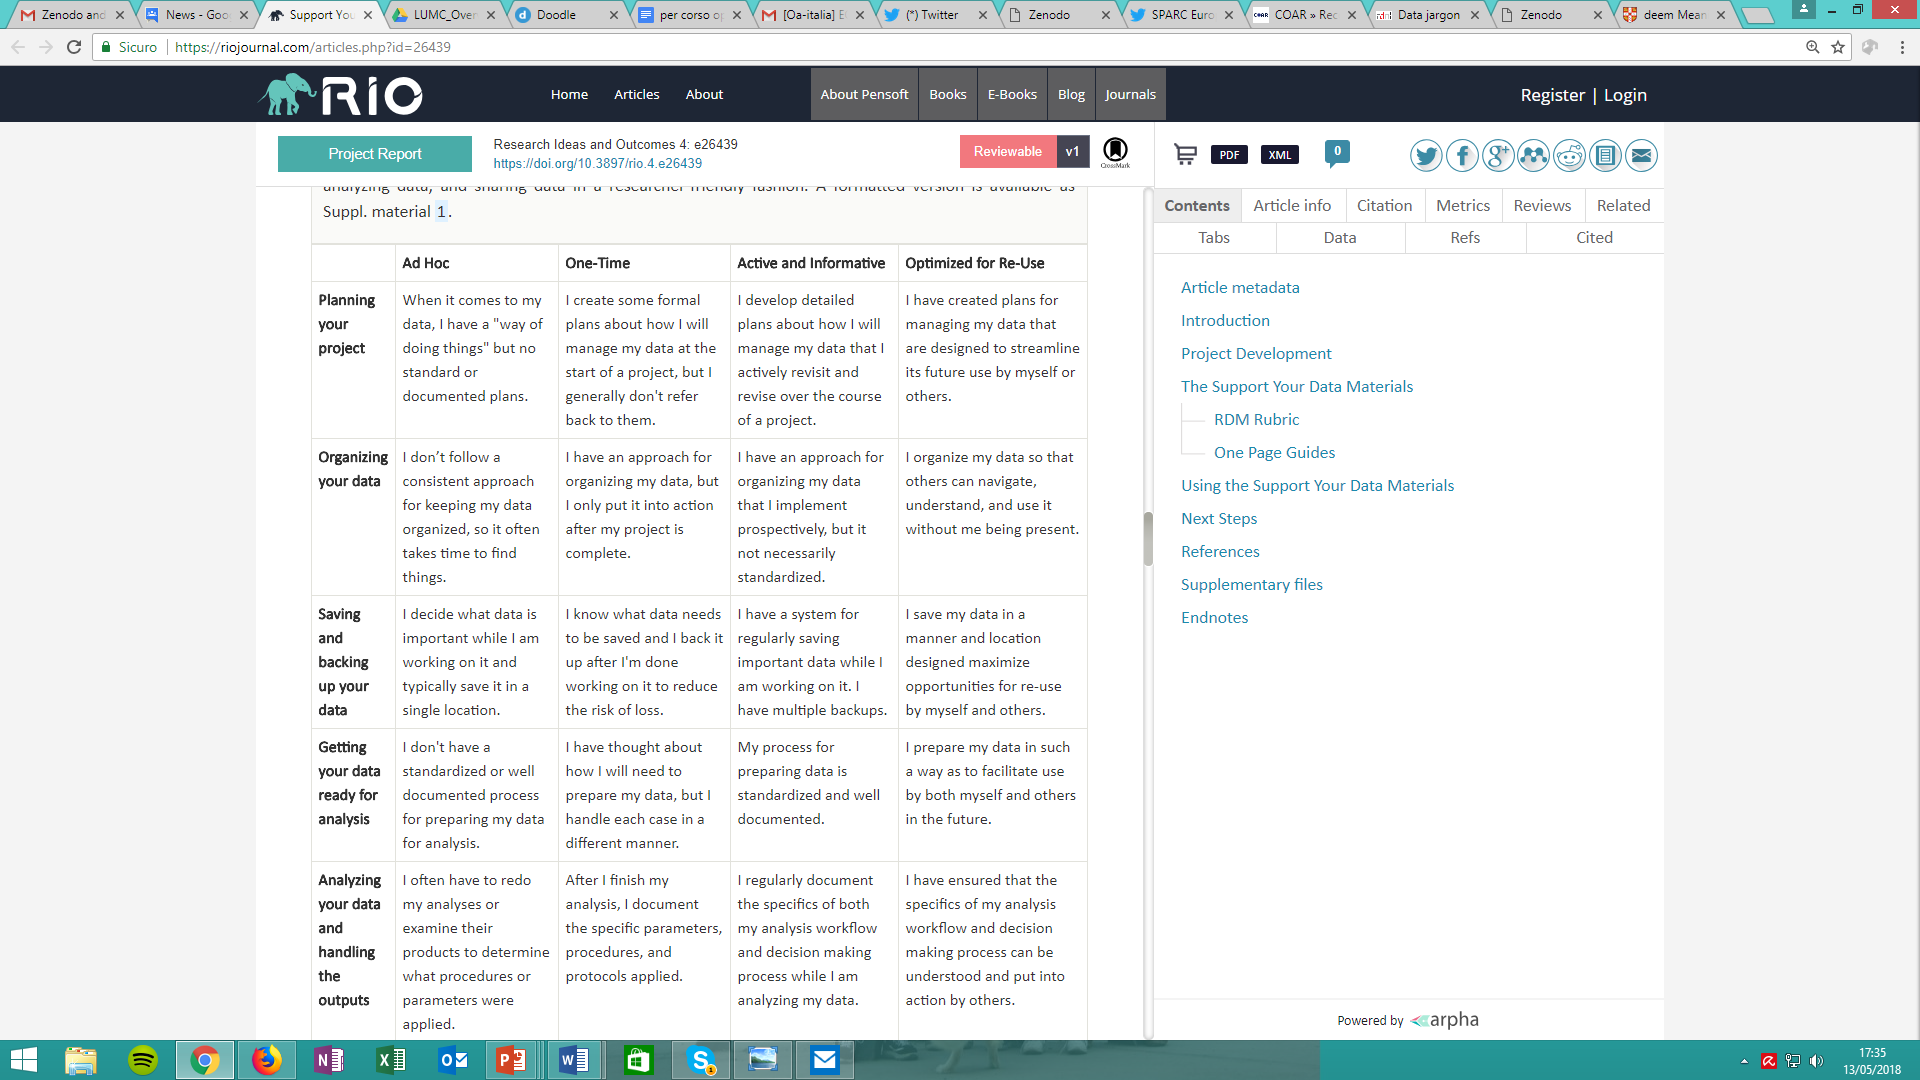 Zenodo and
News - Goo
Support You
LUMC_Over
Doodle
per corso op
[Oa-italia] E
(*) Twitter
Zenodo
SPARC Euro
COAR » Rec
Data jargon
Zenodo
deem Mean
Sicuro
https://riojournal.com/articles.php?id=26439
RIO
Home
Articles
About
About Pensoft
Books
E-Books
Blog
Journals
Register | Login
Project Report
Research Ideas and Outcomes 4: e26439
https://doi.org/10.3897/rio.4.e26439
Reviewable
v1
CrossMark
PDF
XML
0
analyzing data, and sharing data in a researcher-friendly fashion. A formatted version is available as
Suppl. material 1.
Ad Hoc
One-Time
Active and Informative
Optimized for Re-Use
Planning
your
project
When it comes to my
data, I have a "way of
doing things" but no
standard or
documented plans.
I create some formal
plans about how I will
manage my data at the
start of a project, but I
generally don't refer
back to them.
I develop detailed
plans about how I will
manage my data that I
actively revisit and
revise over the course
of a project.
I have created plans for
managing my data that
are designed to streamline
its future use by myself or
others.
Organizing
your data
I don’t follow a
consistent approach
for keeping my data
organized, so it often
takes time to find
things.
I have an approach for
organizing my data, but
I only put it into action
after my project is
complete.
I have an approach for
organizing my data
that I implement
prospectively, but it
not necessarily
standardized.
I organize my data so that
others can navigate,
understand, and use it
without me being present.
Saving
and
backing
up your
data
I decide what data is
important while I am
working on it and
typically save it in a
single location.
I know what data needs
to be saved and I back it
up after I'm done
working on it to reduce
the risk of loss.
I have a system for
regularly saving
important data while I
am working on it. I
have multiple backups.
I save my data in a
manner and location
designed maximize
opportunities for re-use
by myself and others.
Getting
your data
ready for
analysis
I don't have a
standardized or well
documented process
for preparing my data
for analysis.
I have thought about
how I will need to
prepare my data, but I
handle each case in a
different manner.
My process for
preparing data is
standardized and well
documented.
I prepare my data in such
a way as to facilitate use
by both myself and others
in the future.
Analyzing
your data
and
handling
the
outputs
I often have to redo
my analyses or
examine their
products to determine
what procedures or
parameters were
applied.
After I finish my
analysis, I document
the specific parameters,
procedures, and
protocols applied.
I regularly document
the specifics of both
my analysis workflow
and decision making
process while I am
analyzing my data.
I have ensured that the
specifics of my analysis
workflow and decision
making process can be
understood and put into
action by others.
Contents
Article info
Citation
Metrics
Reviews
Related
Tabs
Data
Refs
Cited
Article metadata
Introduction
Project Development
The Support Your Data Materials
RDM Rubric
One Page Guides
Using the Support Your Data Materials
Next Steps
References
Supplementary files
Endnotes
Powered by arpha
17:35
13/05/2018